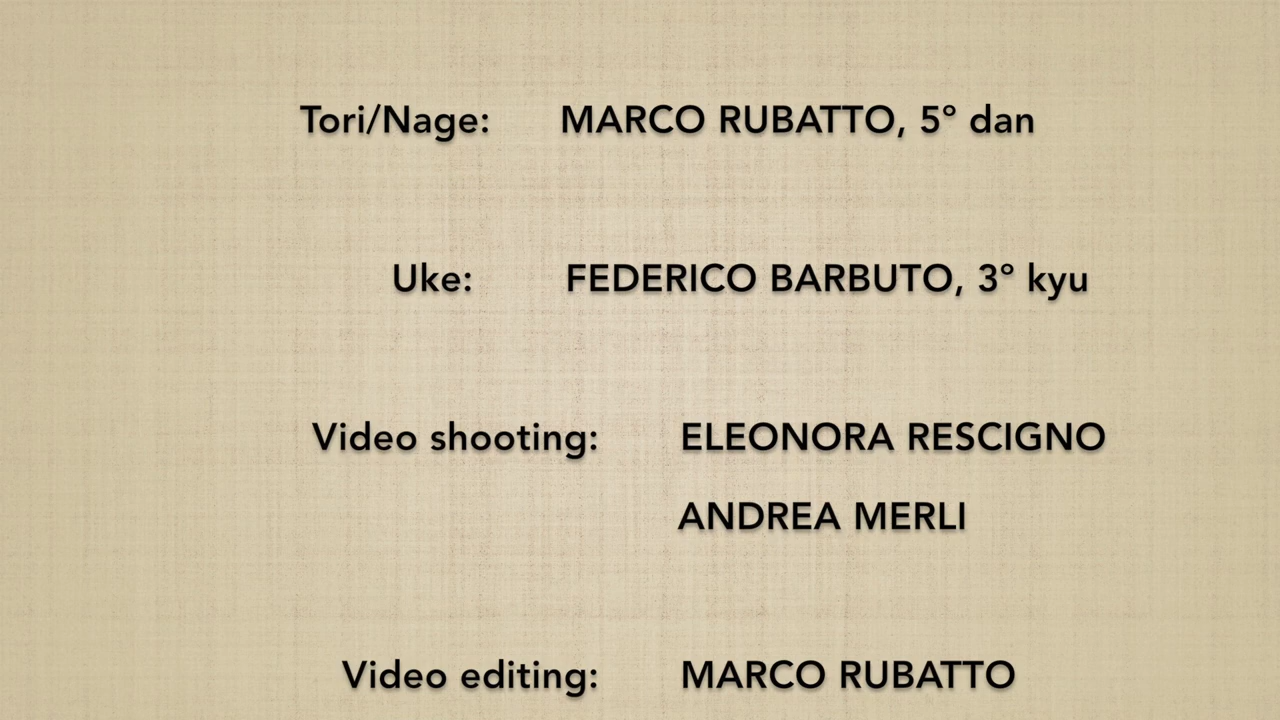 Tori/Nage: MARCO RUBATTO, 5° dan
Uke: FEDERICO BARBUTO, 3° kyu
Video shooting: ELEONORA RESCIGNO
ANDREA MERLI
Video editing: MARCO RUBATTO